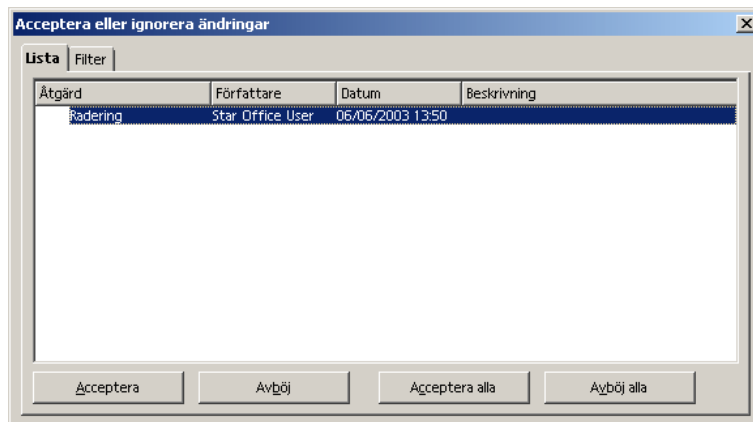 Acceptera eller ignorera ändringar
Lista Filter
Åtgärd Författare Datum Beskrivning
Radering Star Office User 06/06/2003 13:50
Acceptera Avböj Acceptera alla Avböj alla